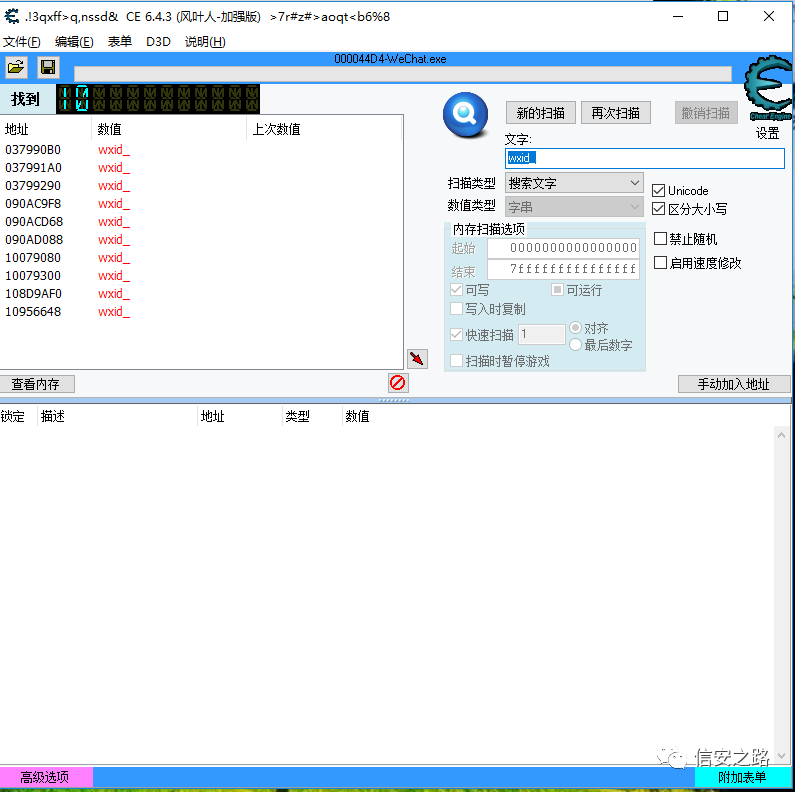 .!3qxff>q,nssd&  CE 6.4.3 (风叶人-加强版)  >7r#z#>aoqt<b6%8
文件(F) 编辑(E) 表单 D3D 说明(H)
000044D4-WeChat.exe
找到 10
地址 数值 上次数值
037990B0 wxid_
037991A0 wxid_
03799290 wxid_
090AC9F8 wxid_
090ACD68 wxid_
090AD088 wxid_
10079080 wxid_
10079300 wxid_
108D9AF0 wxid_
10956648 wxid_
新的扫描 再次扫描 撤销扫描
Cheat Engine
设置
文字:
wxid_
扫描类型 搜索文字
数值类型 字串
Unicode
区分大小写
内存扫描选项
起始 0000000000000000
结束 7fffffffffffffff
可写 可运行
写入时复制
快速扫描 1 对齐
最后数字
扫描时暂停游戏
禁止随机
启用速度修改
查看内存 手动加入地址
锁定 描述 地址 类型 数值
信安之路
高级选项 附加表单